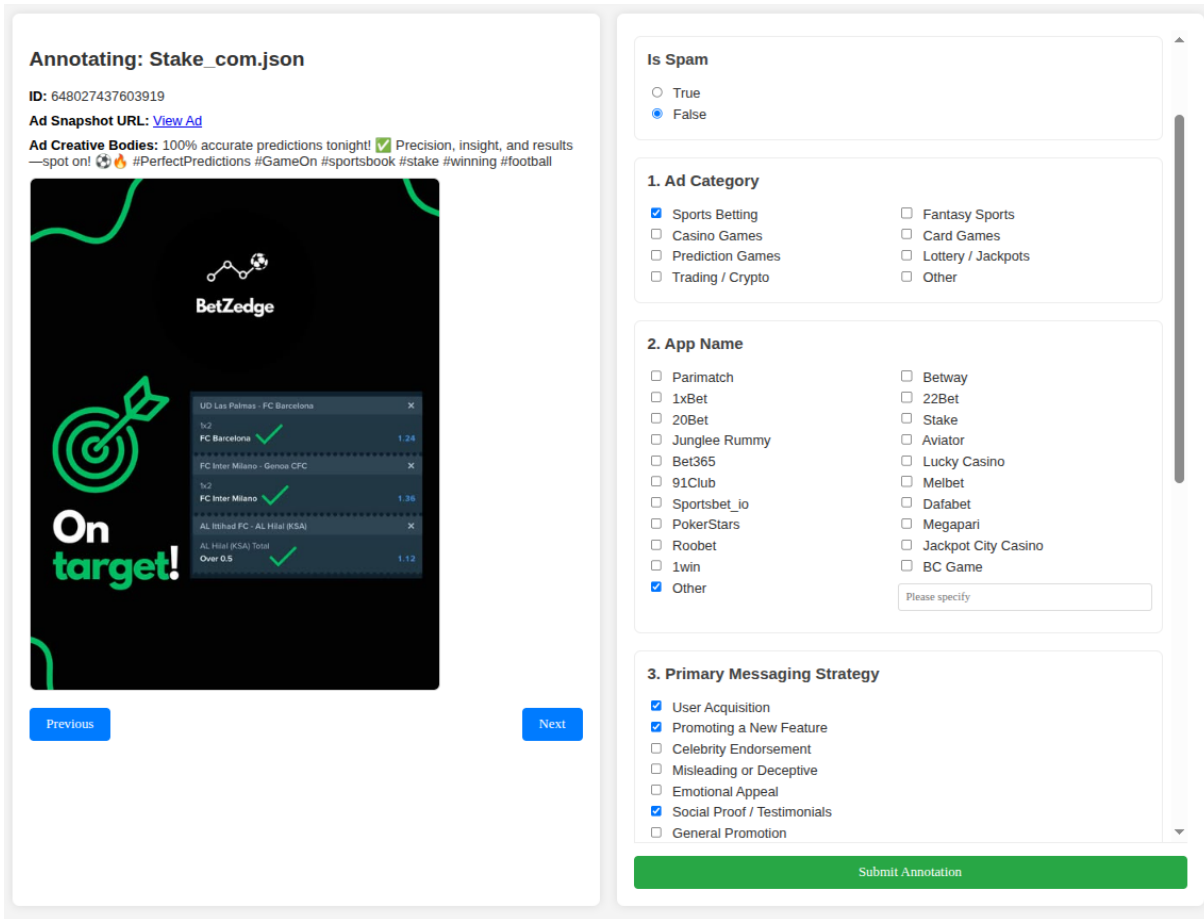 Annotating: Stake_com.json
ID: 648027437603919
Ad Snapshot URL: View Ad
Ad Creative Bodies: 100% accurate predictions tonight! ✅ Precision, insight, and results
—spot on! ⚽🔥 #PerfectPredictions #GameOn #sportsbook #stake #winning #football
BetZedge
On
target!
UD Las Palmas - FC Barcelona ×
1x2
FC Barcelona 1.24
FC Inter Milano - Genoa CFC ×
1x2
FC Inter Milano 1.36
AL Ittihad FC - AL Hilal (KSA) ×
AL Hilal (KSA) Total
Over 0.5 1.12
Previous
Next
Is Spam
True
False
1. Ad Category
Sports Betting
Fantasy Sports
Casino Games
Card Games
Prediction Games
Lottery / Jackpots
Trading / Crypto
Other
2. App Name
Parimatch
Betway
1xBet
22Bet
20Bet
Stake
Junglee Rummy
Aviator
Bet365
Lucky Casino
91Club
Melbet
Sportsbet_io
Dafabet
PokerStars
Megapari
Roobet
Jackpot City Casino
1win
BC Game
Other
Please specify
3. Primary Messaging Strategy
User Acquisition
Promoting a New Feature
Celebrity Endorsement
Misleading or Deceptive
Emotional Appeal
Social Proof / Testimonials
General Promotion
Submit Annotation